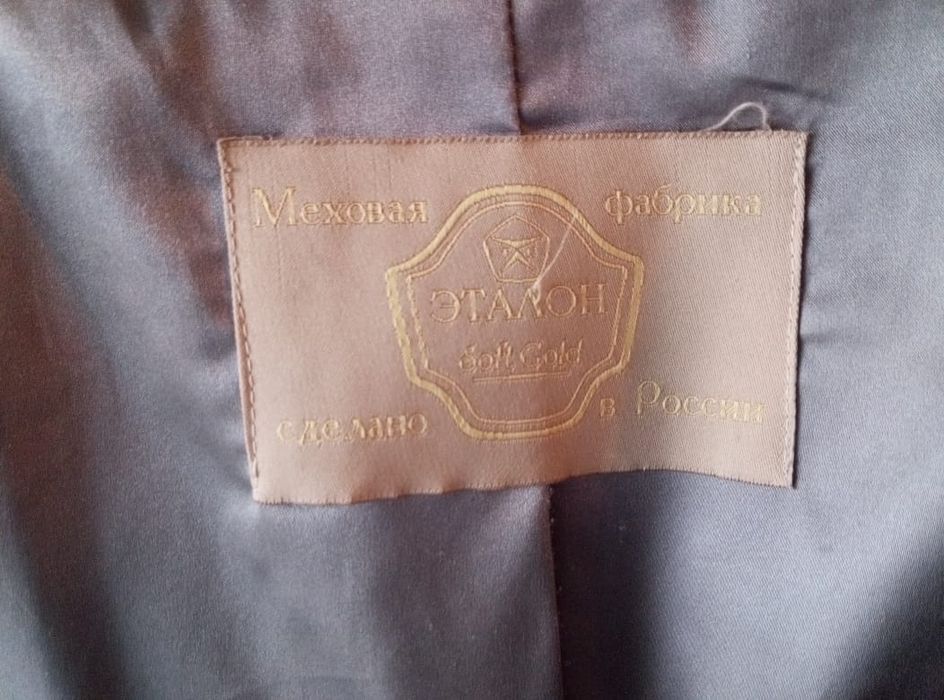 Меховая фабрика
ЭТАЛОН
Soft Gold
сделано в России